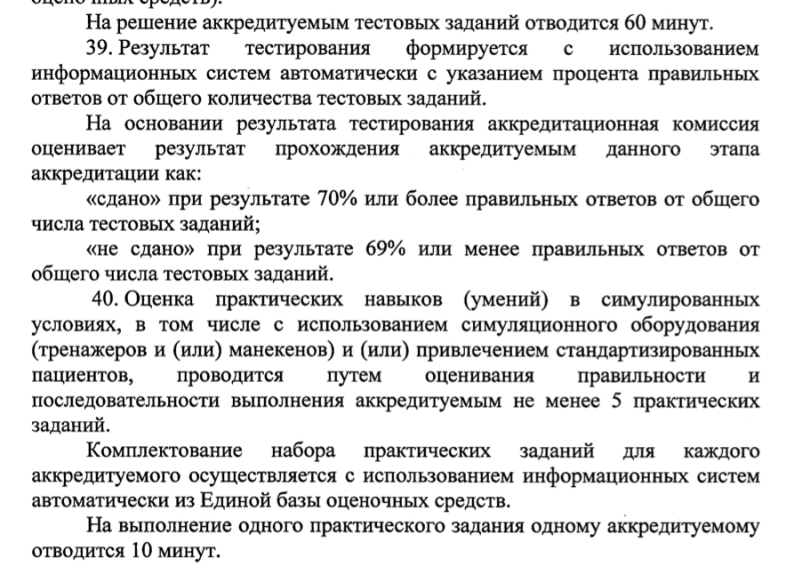 оценочных средств).
На решение аккредитуемым тестовых заданий отводится 60 минут.
39. Результат тестирования формируется с использованием
информационных систем автоматически с указанием процента правильных
ответов от общего количества тестовых заданий.
На основании результата тестирования аккредитационная комиссия
оценивает результат прохождения аккредитуемым данного этапа
аккредитации как:
«сдано» при результате 70% или более правильных ответов от общего
числа тестовых заданий;
«не сдано» при результате 69% или менее правильных ответов от
общего числа тестовых заданий.
40. Оценка практических навыков (умений) в симулированных
условиях, в том числе с использованием симуляционного оборудования
(тренажеров и (или) манекенов) и (или) привлечением стандартизированных
пациентов, проводится путем оценивания правильности и
последовательности выполнения аккредитуемым не менее 5 практических
заданий.
Комплектование набора практических заданий для каждого
аккредитуемого осуществляется с использованием информационных систем
автоматически из Единой базы оценочных средств.
На выполнение одного практического задания одному аккредитуемому
отводится 10 минут.